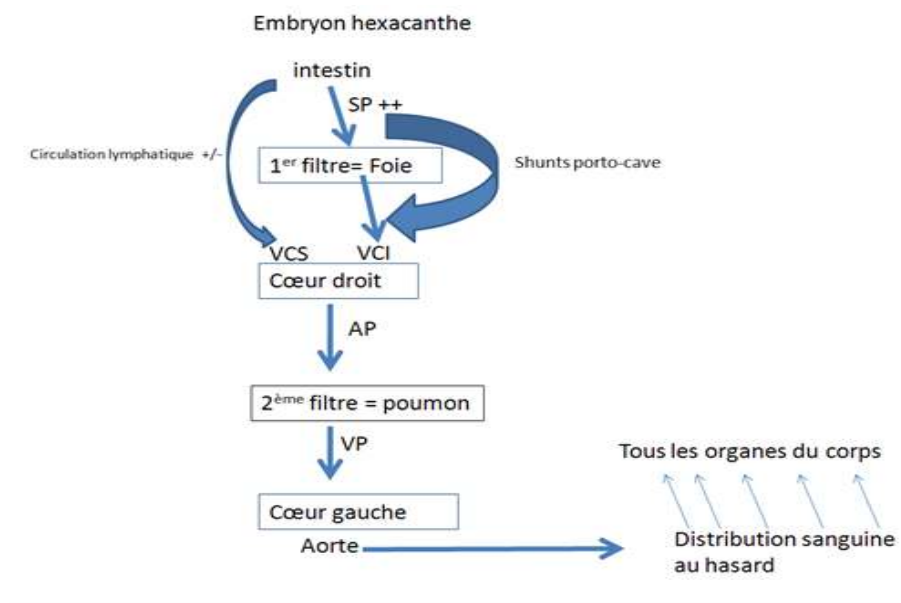 Embryon hexacanthe
intestin
SP ++
Circulation lymphatique +/-
1er filtre= Foie
Shunts porto-cave
VCS VCI
Cœur droit
AP
2ème filtre = poumon
VP
Tous les organes du corps
Cœur gauche
Aorte
Distribution sanguine
au hasard